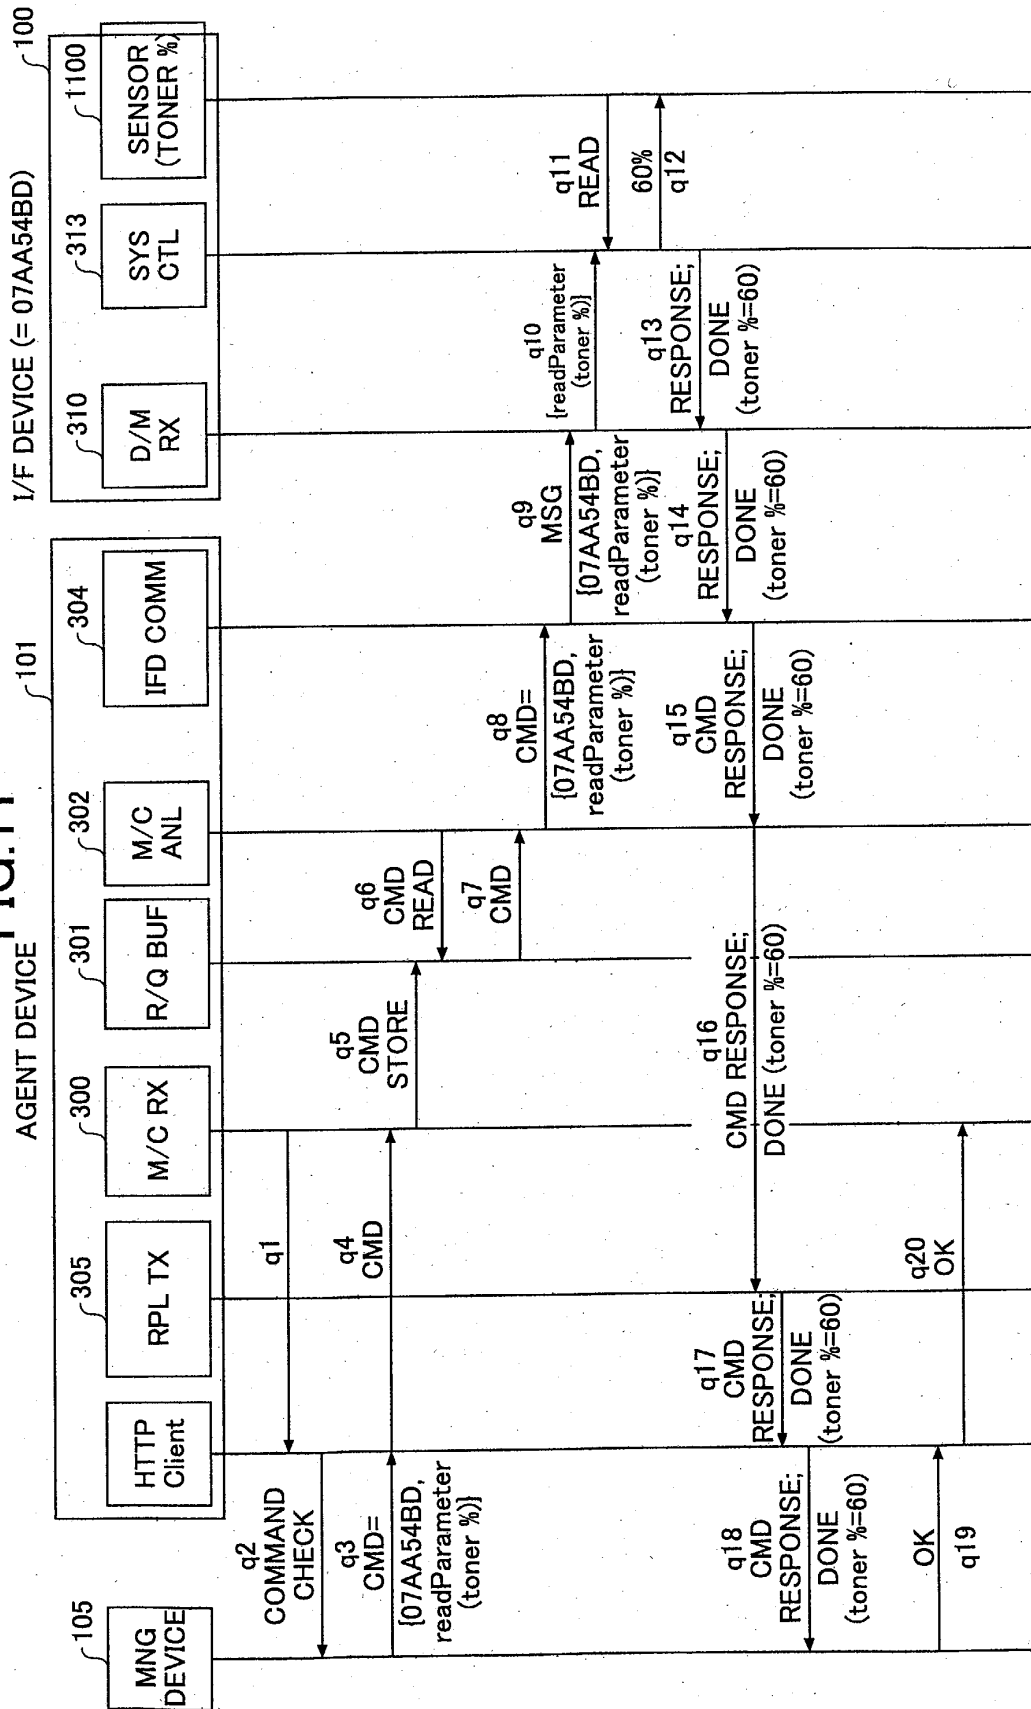 AGENT DEVICE
I/F DEVICE (= 07AA54BD)
101
100
105
305
300
301
302
304
310
313
1100
MNG
DEVICE
HTTP
Client
RPL TX
M/C RX
R/Q BUF
M/C
ANL
IFD COMM
D/M
RX
SYS
CTL
SENSOR
(TONER %)
q1
q2
COMMAND
CHECK
q3
CMD=
{07AA54BD,
readParameter
(toner %)}
q4
CMD
q5
CMD
STORE
q6
CMD
READ
q7
CMD
q8
CMD=
{07AA54BD,
readParameter
(toner %)}
q9
MSG
{07AA54BD,
readParameter
(toner %)}
q10
{readParameter
(toner %)}
q11
READ
60%
q12
q13
RESPONSE;
DONE
(toner %=60)
q14
RESPONSE;
DONE
(toner %=60)
q15
CMD
RESPONSE;
DONE
(toner %=60)
q16
CMD RESPONSE;
DONE (toner %=60)
q17
CMD
RESPONSE;
DONE
(toner %=60)
q18
CMD
RESPONSE;
DONE
(toner %=60)
OK
q19
q20
OK